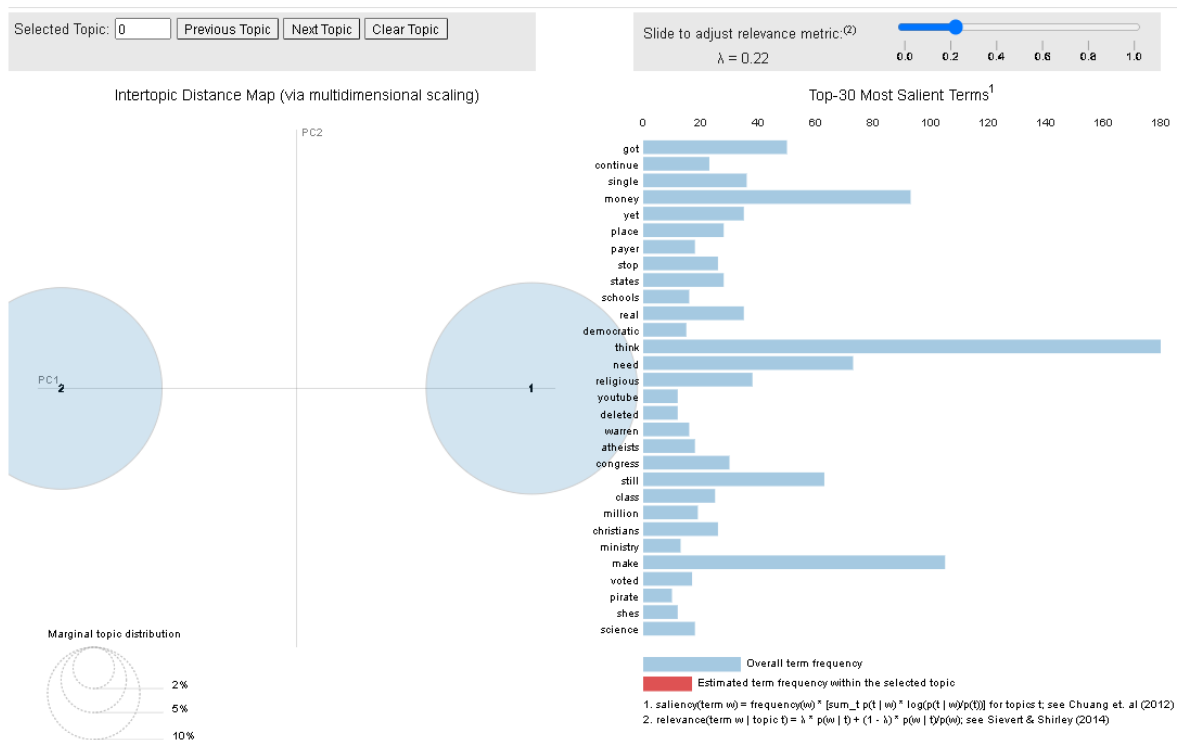 Selected Topic: 0 Previous Topic Next Topic Clear Topic
Slide to adjust relevance metric:(2)
λ = 0.22
0.0 0.2 0.4 0.6 0.8 1.0
Intertopic Distance Map (via multidimensional scaling)
PC2
PC1
2
1
Marginal topic distribution
2%
5%
10%
Top-30 Most Salient Terms1
0 20 40 60 80 100 120 140 160 180
got
continue
single
money
yet
place
payer
stop
states
schools
real
democratic
think
need
religious
youtube
deleted
warren
atheists
congress
still
class
million
christians
ministry
make
voted
pirate
shes
science
Overall term frequency
Estimated term frequency within the selected topic
1. saliency(term w) = frequency(w) * [sum_t p(t | w) * log(p(t | w)/p(t))] for topics t; see Chuang et. al (2012)
2. relevance(term w | topic t) = λ * p(w | t) + (1 - λ) * p(w | t)/p(w); see Sievert & Shirley (2014)